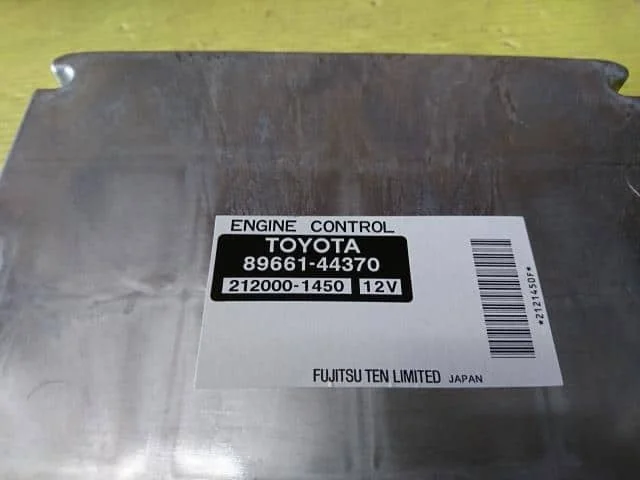 ENGINE CONTROL
TOYOTA
89661-44370
212000-1450 12V
*212145DF*
FUJITSU TEN LIMITED JAPAN